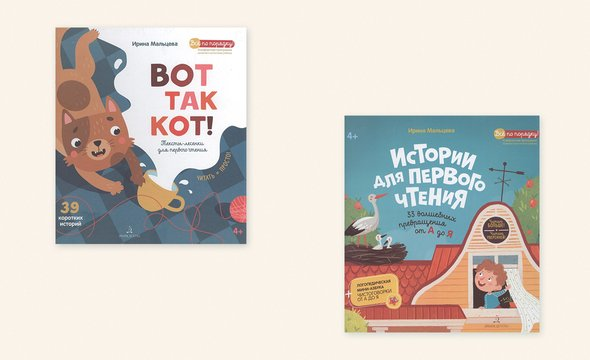 Ирина Мальцева
Всё по порядку!
ВОТ
ТАК
КОТ!
Тексты-лесенки
для первого чтения
ЧИТАТЬ – ПРОСТО!
39
коротких
историй
4+
4+
Ирина Мальцева
Всё по порядку!
ИСТОРИИ
ДЛЯ ПЕРВОГО
ЧТЕНИЯ
33 волшебных
превращения
от А до Я
ЛОГОПЕДИЧЕСКАЯ
МИНИ-АЗБУКА
ЧИСТОГОВОРКИ
ОТ А ДО Я